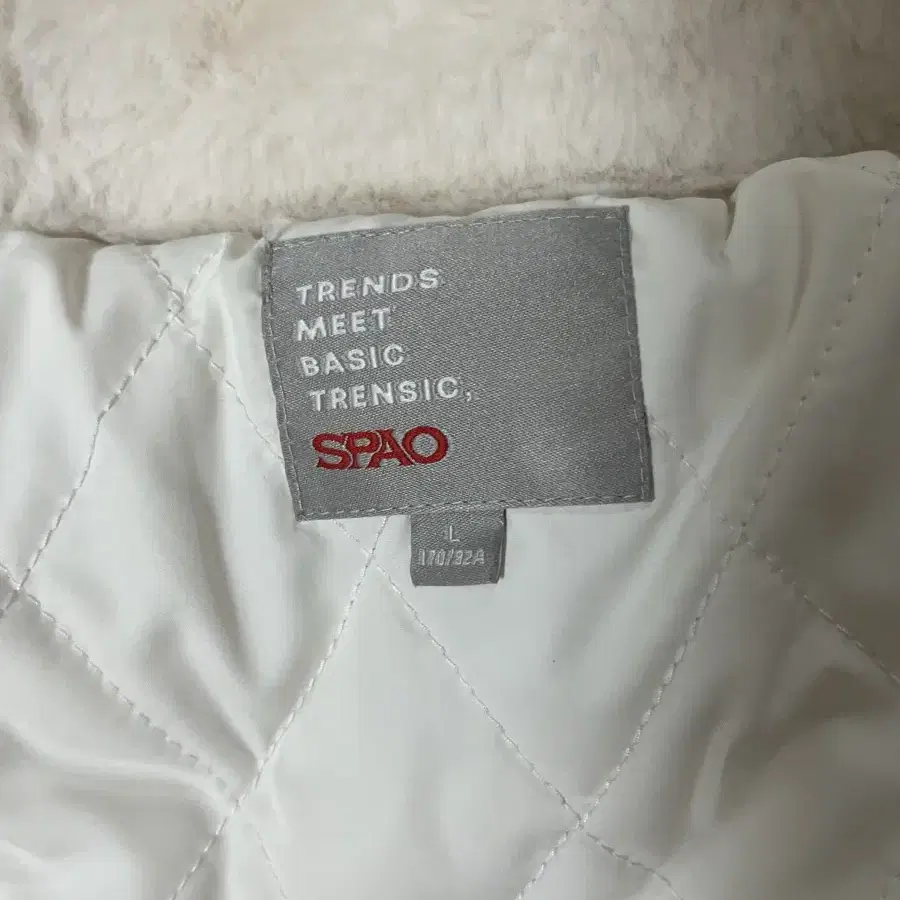 TRENDS
MEET
BASIC
TRENSIC,
SPAO
L
170/92A